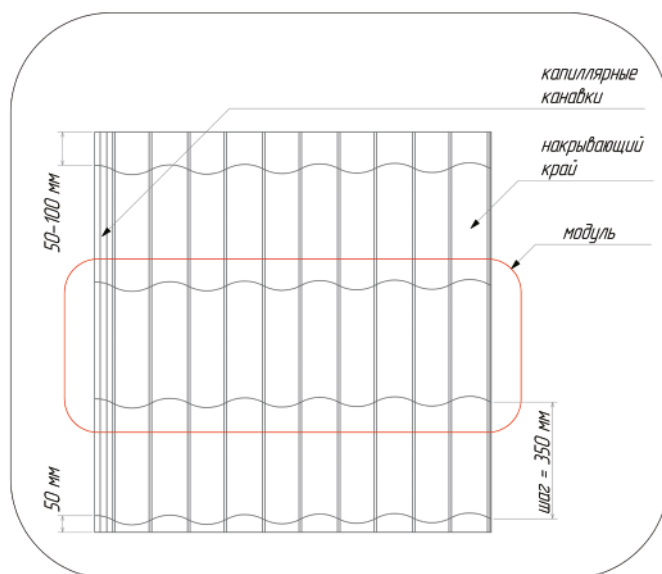 капиллярные
канавки
накрывающий
край
модуль
50-100 мм
50 мм
шаг = 350 мм